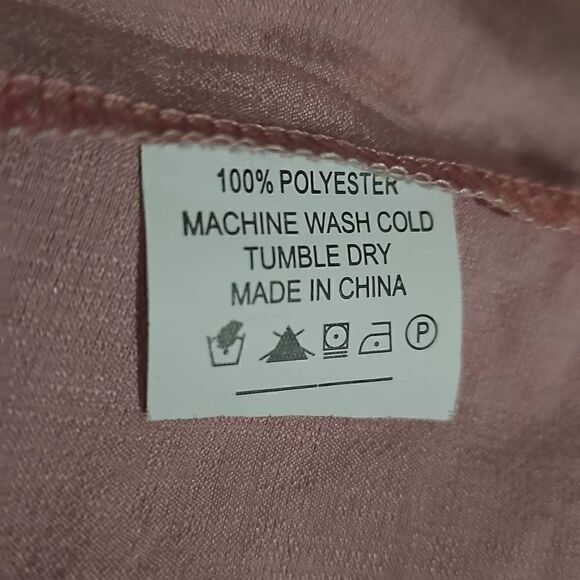 100% POLYESTER
MACHINE WASH COLD
TUMBLE DRY
MADE IN CHINA
P